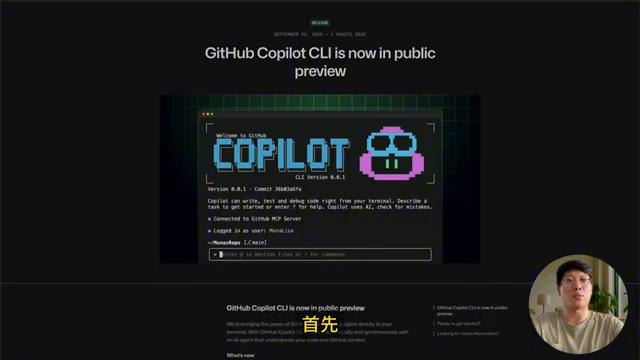 RELEASE
SEPTEMBER 25, 2025 • 1 MINUTE READ
GitHub Copilot CLI is now in public
preview
Welcome to GitHub
COPILOT
CLI Version 0.0.1
Version 0.0.1 · Commit 36b03a6fa
Copilot can write, test and debug code right from your terminal. Describe a
task to get started or enter ? for help. Copilot uses AI, check for mistakes.
● Connected to GitHub MCP Server
● Logged in as user: MonaLisa
~/MonasRepo [main]
> Enter @ to mention files or / for commands
GitHub Copilot CLI is now in public preview
We're bringing the power of agent directly to your
terminal. With GitHub Copilot and synchronously with
an AI agent that understands your code and GitHub context.
What's new:
GitHub Copilot CLI is now in public
preview
Ready to get started?
Looking for more information?
首先